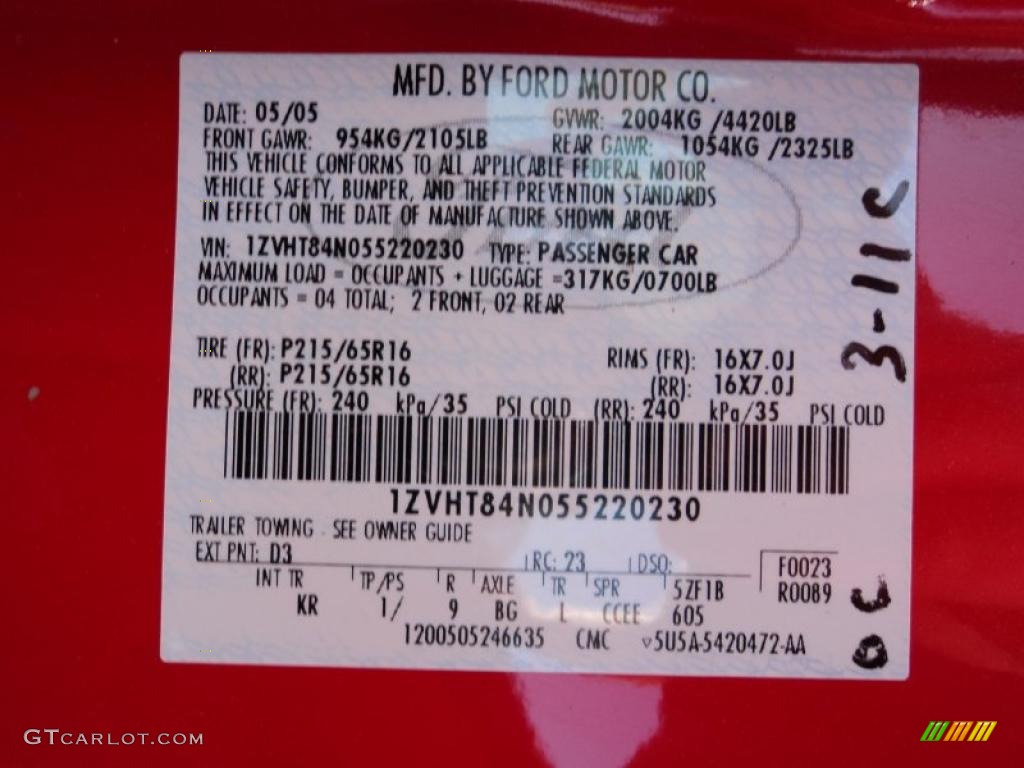 MFD. BY FORD MOTOR CO.
DATE: 05/05 GVWR: 2004KG /4420LB
FRONT GAWR: 954KG/2105LB REAR GAWR: 1054KG /2325LB
THIS VEHICLE CONFORMS TO ALL APPLICABLE FEDERAL MOTOR
VEHICLE SAFETY, BUMPER, AND THEFT PREVENTION STANDARDS
IN EFFECT ON THE DATE OF MANUFACTURE SHOWN ABOVE.
VIN: 1ZVHT84N055220230 TYPE: PASSENGER CAR
MAXIMUM LOAD = OCCUPANTS + LUGGAGE =317KG/0700LB
OCCUPANTS = 04 TOTAL; 2 FRONT, 02 REAR
TIRE (FR): P215/65R16 RIMS (FR): 16X7.0J
(RR): P215/65R16 (RR): 16X7.0J
PRESSURE (FR): 240 kPa/35 PSI COLD (RR): 240 kPa/35 PSI COLD
1ZVHT84N055220230
TRAILER TOWING - SEE OWNER GUIDE
EXT PNT: D3 RC: 23 DSO: F0023
INT TR TP/PS R AXLE TR SPR 5ZF1B R0089
KR 1/ 9 BG L CCEE 605
1200505246635 CMC ▿5U5A-5420472-AA
3-11C
GTCARLOT.COM